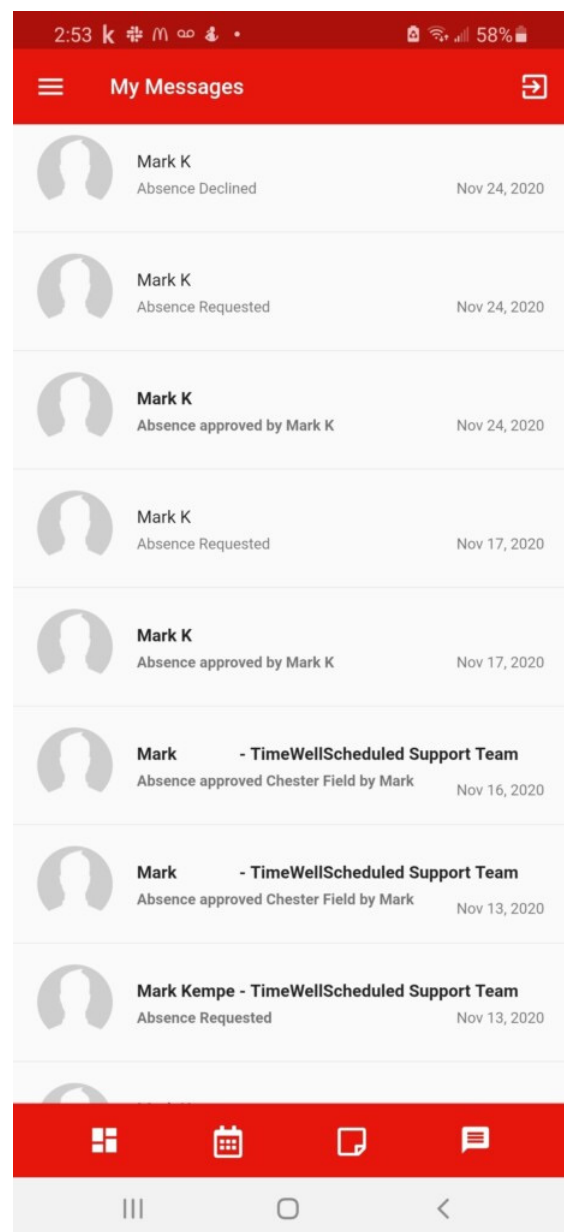 2:53 58%
My Messages
Mark K
Absence Declined Nov 24, 2020
Mark K
Absence Requested Nov 24, 2020
Mark K
Absence approved by Mark K Nov 24, 2020
Mark K
Absence Requested Nov 17, 2020
Mark K
Absence approved by Mark K Nov 17, 2020
Mark - TimeWellScheduled Support Team
Absence approved Chester Field by Mark Nov 16, 2020
Mark - TimeWellScheduled Support Team
Absence approved Chester Field by Mark Nov 13, 2020
Mark Kempe - TimeWellScheduled Support Team
Absence Requested Nov 13, 2020